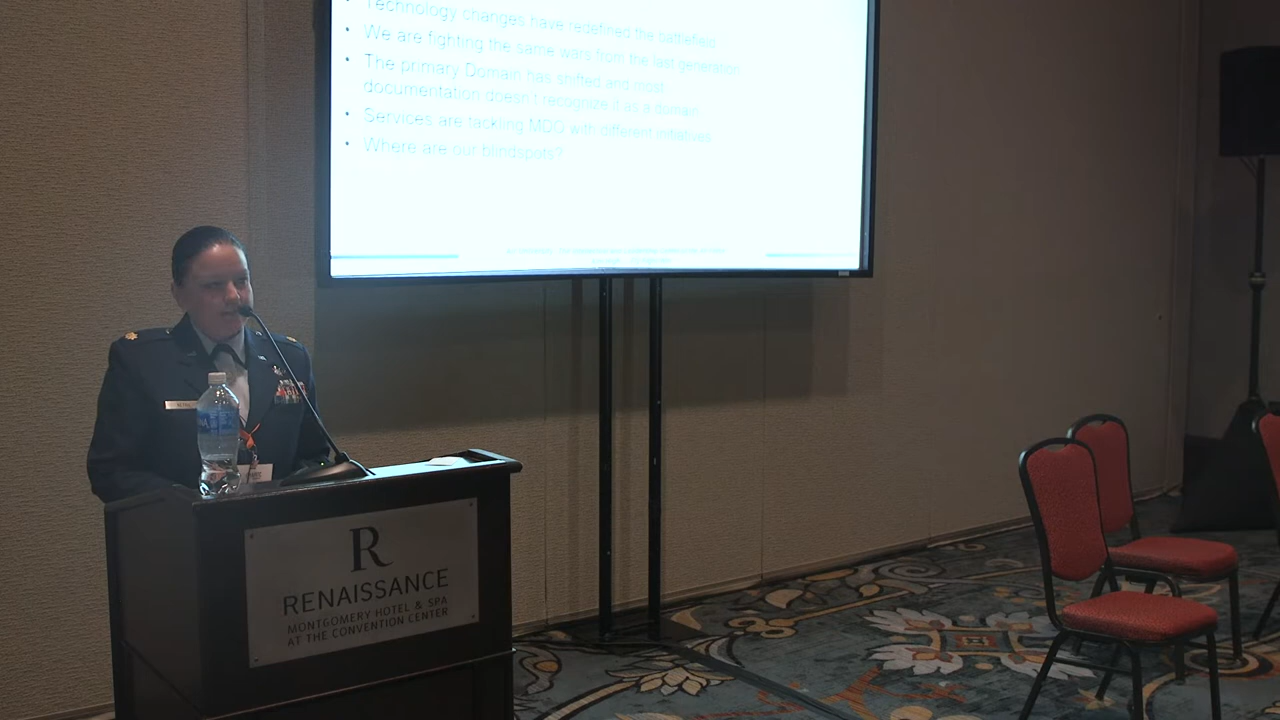 Technology changes have redefined the battlefield
We are fighting the same wars from the last generation
The primary Domain has shifted and most
documentation doesn't recognize it as a domain
Services are tackling MDO with different initiatives
Where are our blindspots?
R
RENAISSANCE
MONTGOMERY HOTEL & SPA
AT THE CONVENTION CENTER